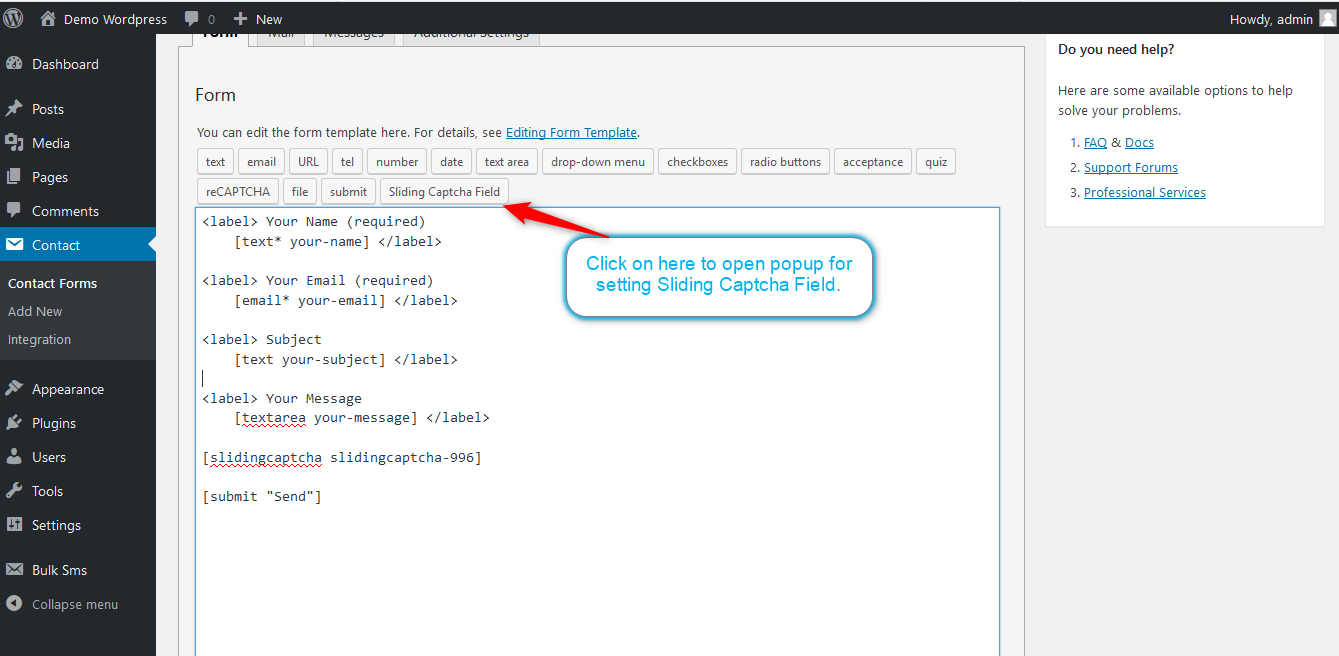 Demo Wordpress 0 New Howdy, admin
Dashboard
Posts
Media
Pages
Comments
Contact
Contact Forms
Add New
Integration
Appearance
Plugins
Users
Tools
Settings
Bulk Sms
Collapse menu
Form Mail Messages Additional Settings
Form
You can edit the form template here. For details, see Editing Form Template.
text email URL tel number date text area drop-down menu checkboxes radio buttons acceptance quiz
reCAPTCHA file submit Sliding Captcha Field
<label> Your Name (required)
[text* your-name] </label>
<label> Your Email (required)
[email* your-email] </label>
<label> Subject
[text your-subject] </label>
<label> Your Message
[textarea your-message] </label>
[slidingcaptcha slidingcaptcha-996]
[submit "Send"]
Click on here to open popup for
setting Sliding Captcha Field.
Do you need help?
Here are some available options to help
solve your problems.
1. FAQ & Docs
2. Support Forums
3. Professional Services